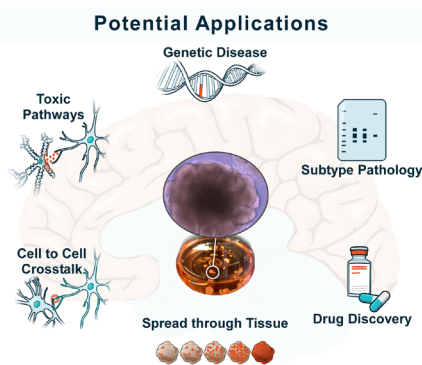 Potential Applications
Genetic Disease
Toxic
Pathways
Subtype Pathology
Cell to Cell
Crosstalk
Spread through Tissue
Drug Discovery